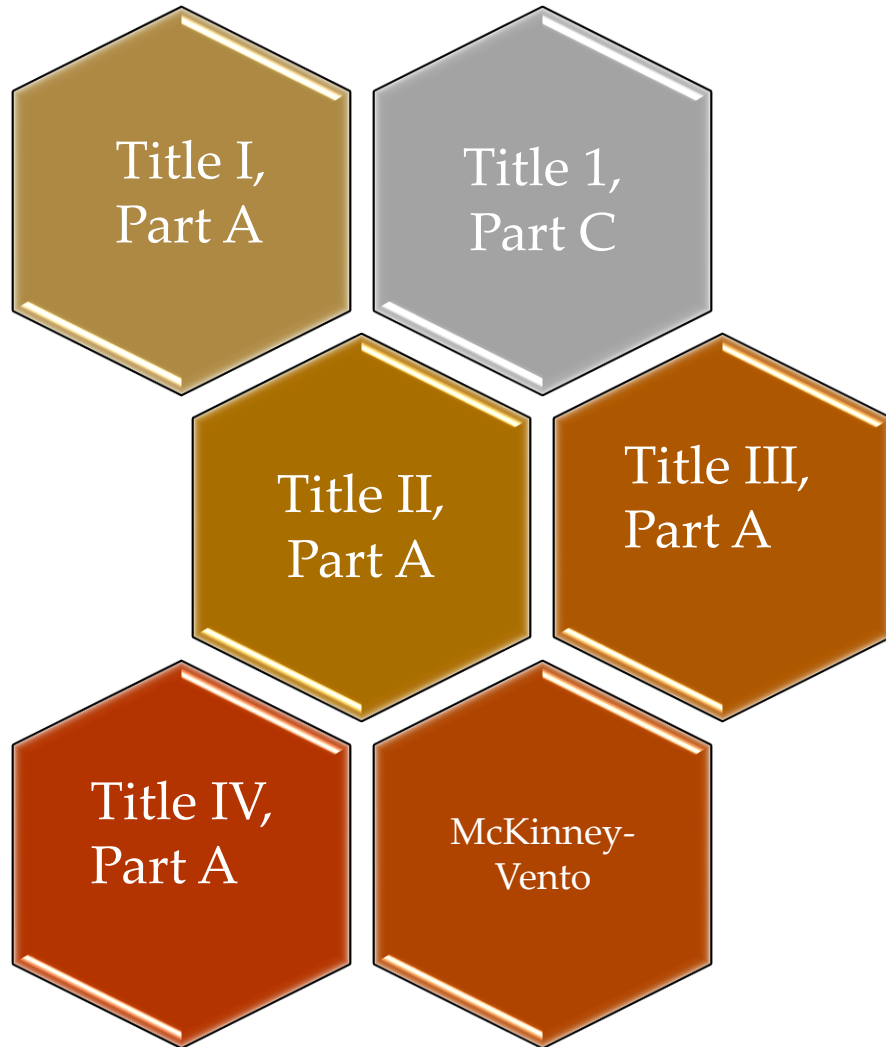 Title I,
Part A
Title 1,
Part C
Title II,
Part A
Title III,
Part A
Title IV,
Part A
McKinney-
Vento